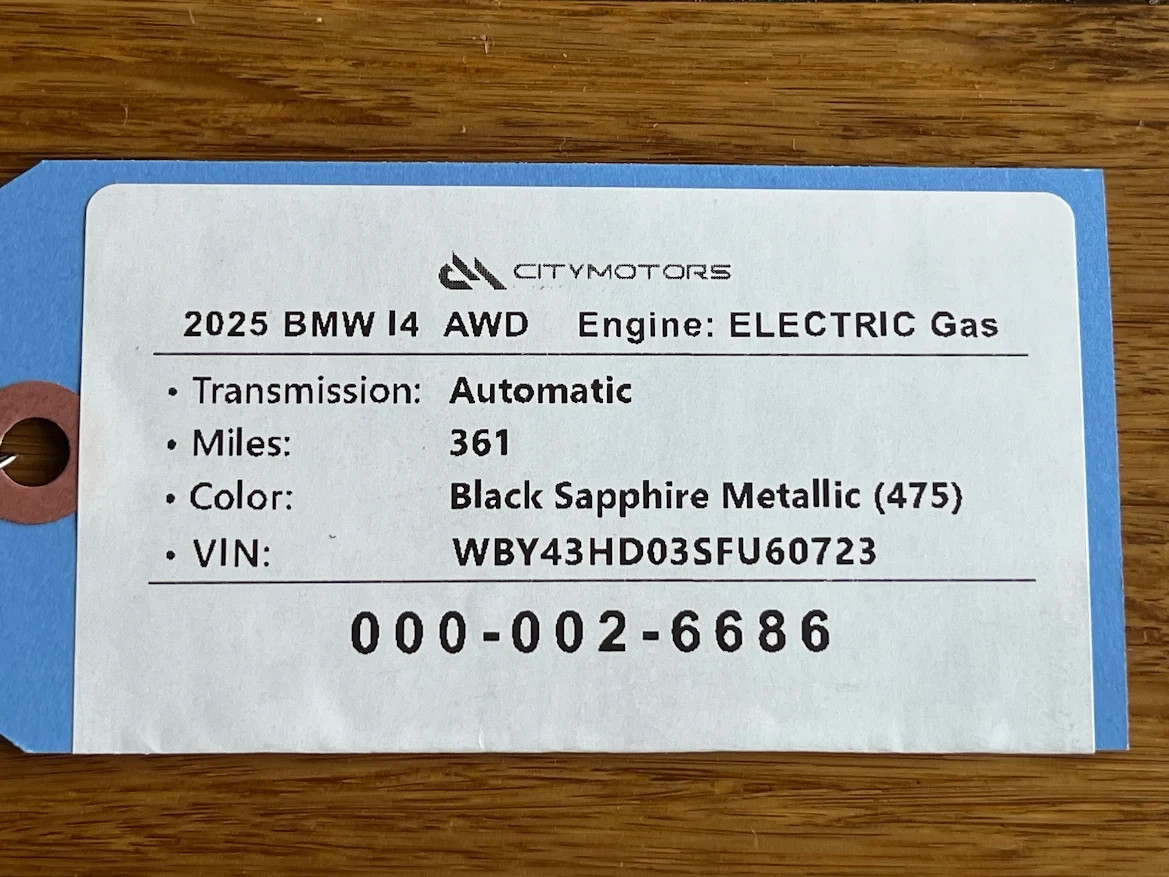 CITYMOTORS
2025 BMW I4 AWD Engine: ELECTRIC Gas
• Transmission: Automatic
• Miles: 361
• Color: Black Sapphire Metallic (475)
• VIN: WBY43HD03SFU60723
000-002-6686